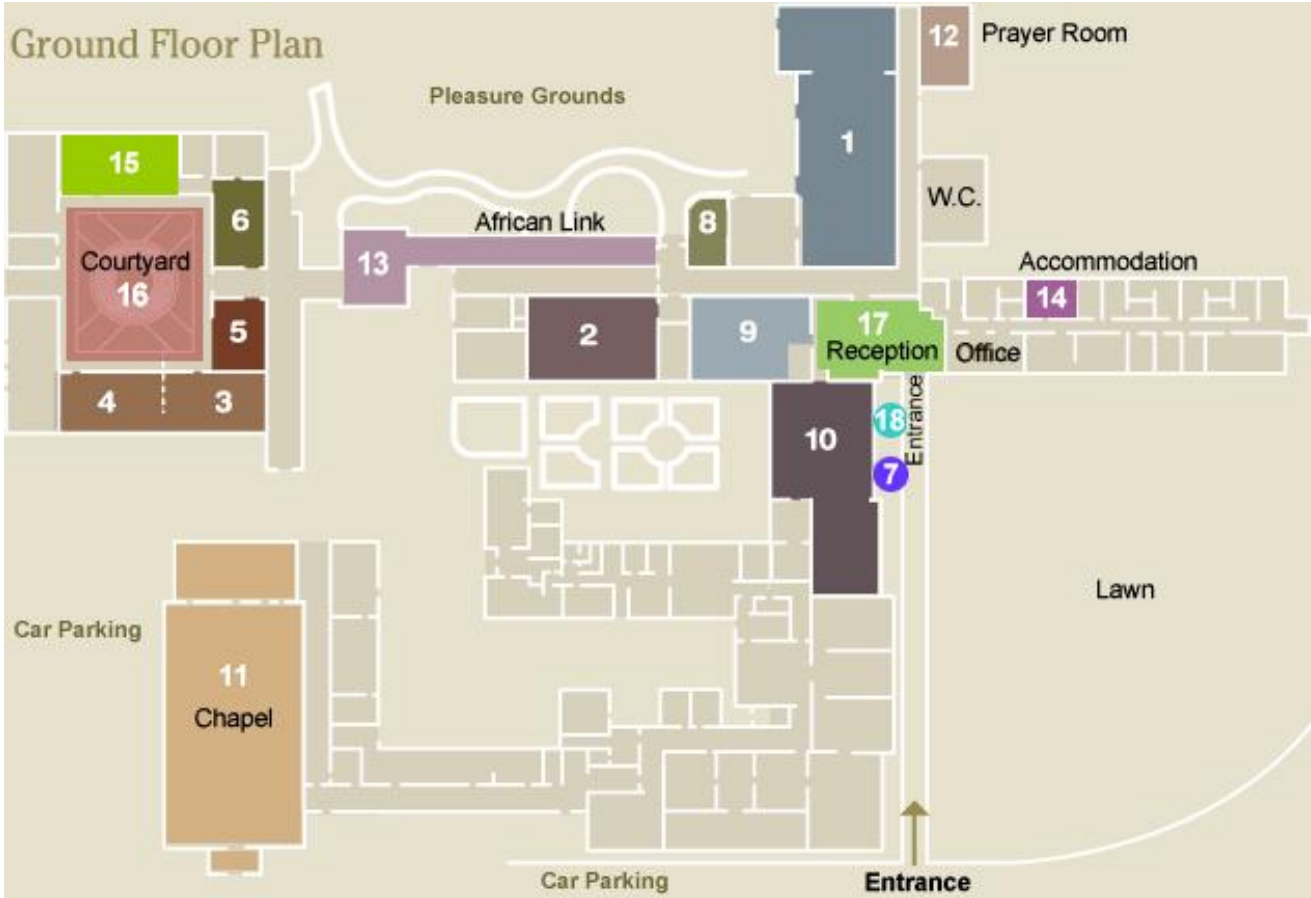 Ground Floor Plan
12 Prayer Room
Pleasure Grounds
1
15
W.C.
6
8
African Link
Courtyard
16
13
Accommodation
14
5
2
9
17
Reception
Office
4
3
18
Entrance
10
7
Lawn
Car Parking
11
Chapel
Car Parking
Entrance